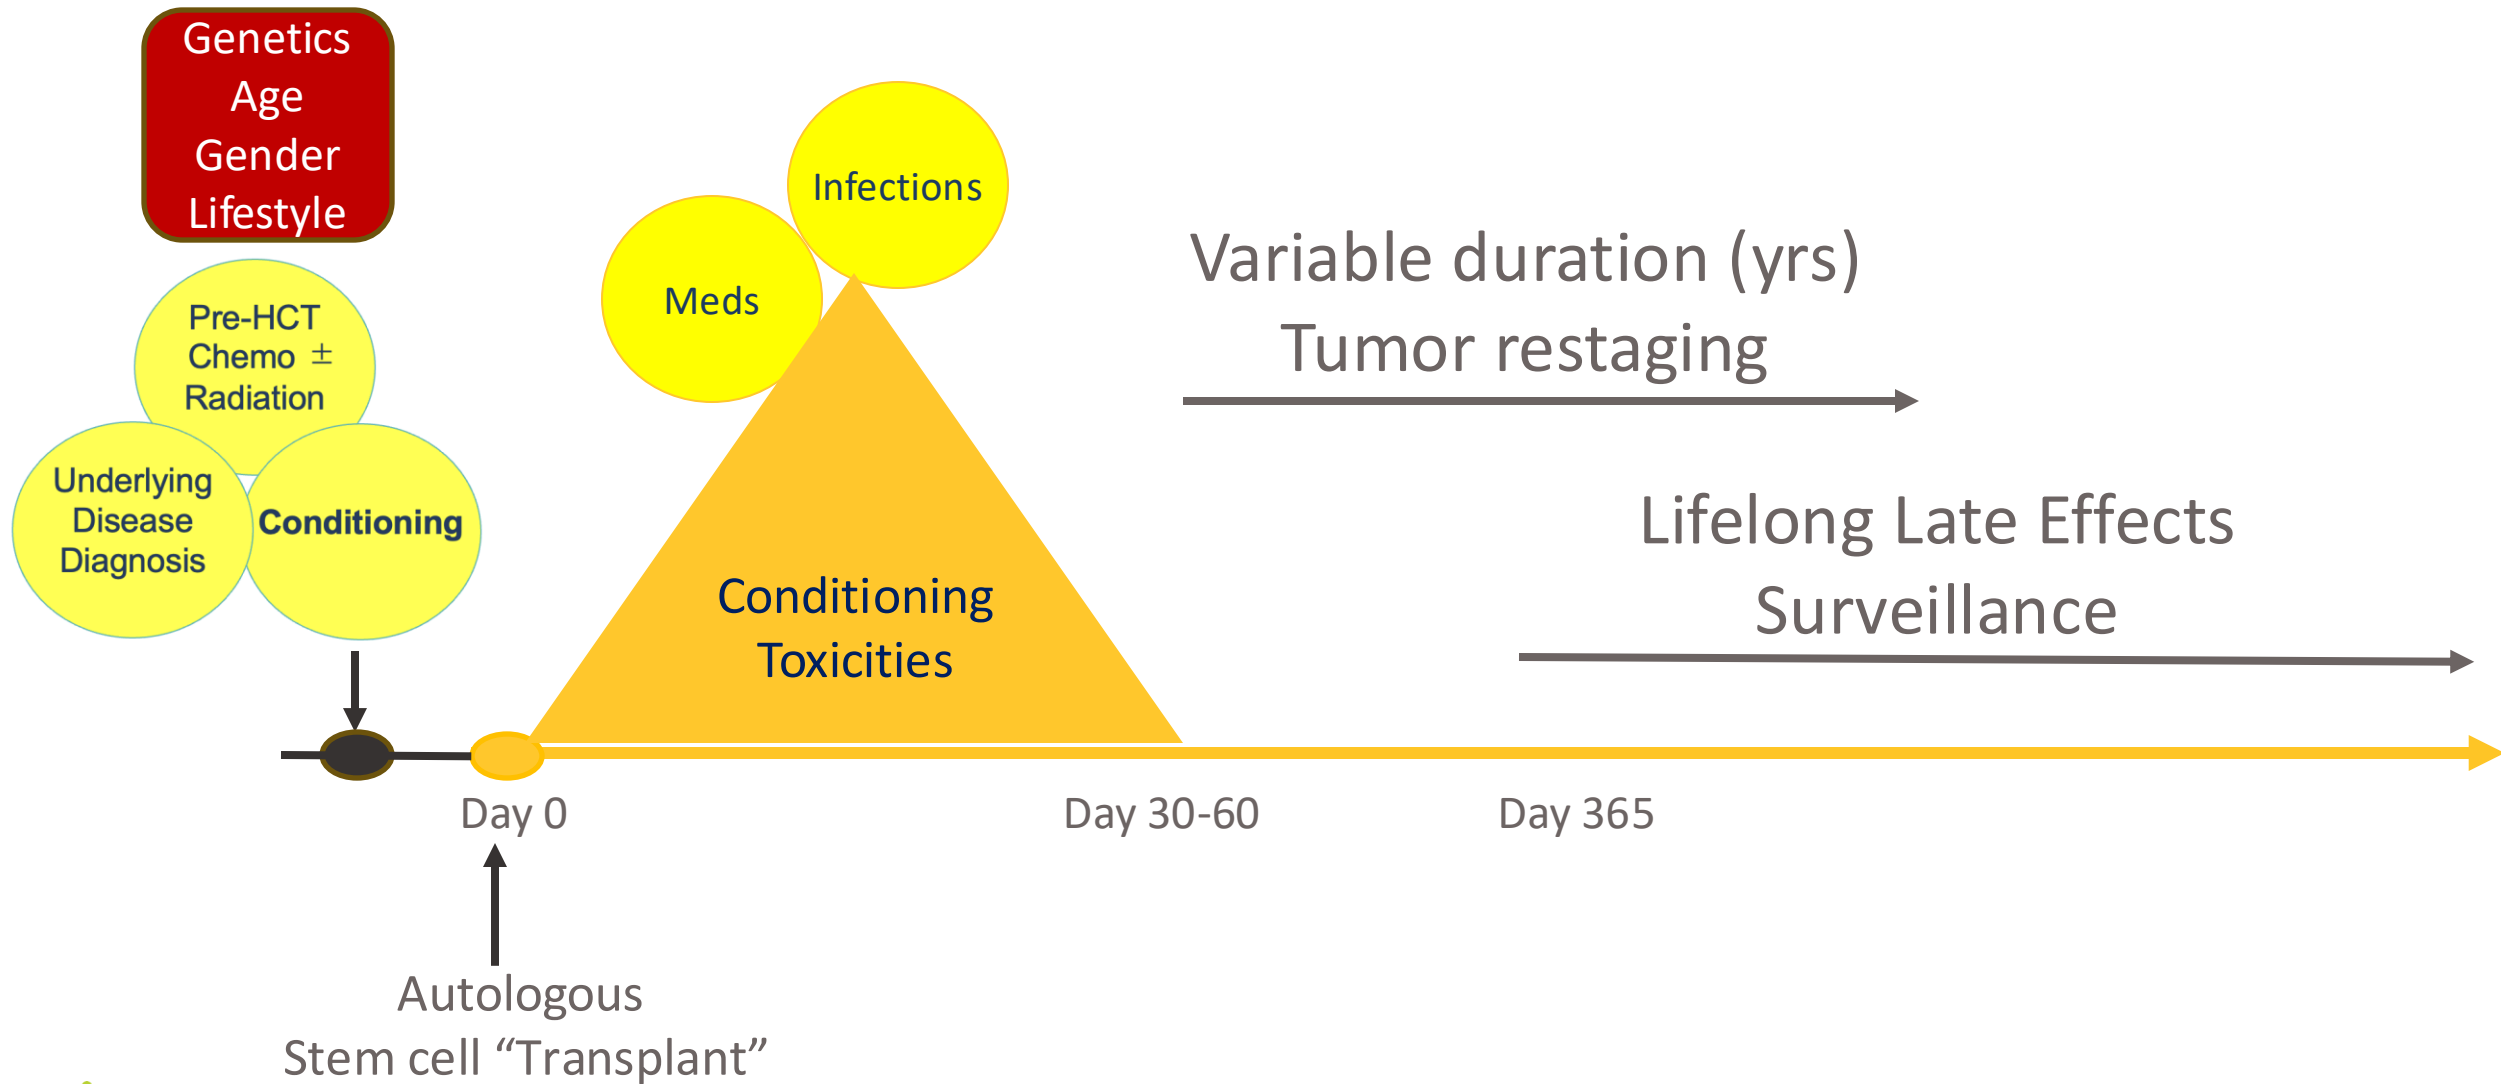 Genetics
Age
Gender
Lifestyle
Pre-HCT
Chemo ±
Radiation
Underlying
Disease
Diagnosis
Conditioning
Meds
Infections
Conditioning
Toxicities
Variable duration (yrs)
Tumor restaging
Lifelong Late Effects
Surveillance
Day 0
Day 30-60
Day 365
Autologous
Stem cell “Transplant”